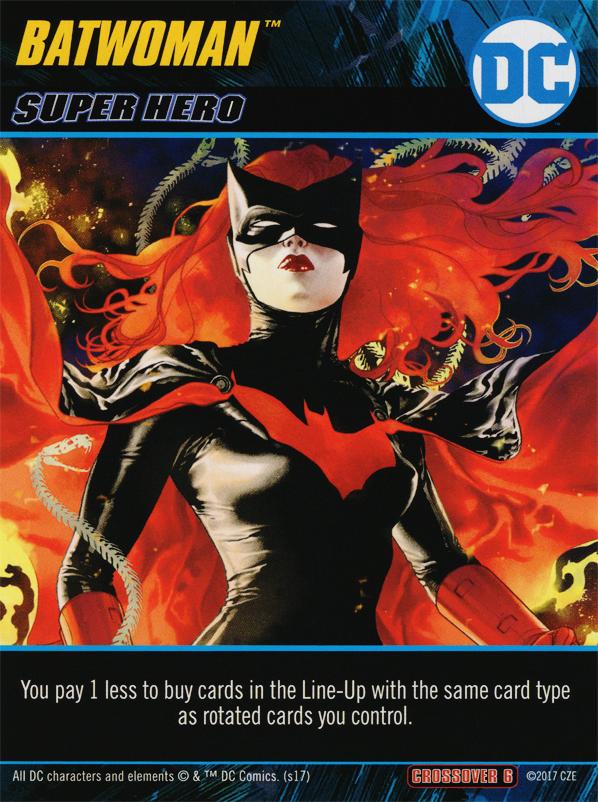 BATWOMAN™
DC
SUPER HERO
You pay 1 less to buy cards in the Line-Up with the same card type
as rotated cards you control.
All DC characters and elements © & ™ DC Comics. (s17)
CROSSOVER 6
©2017 CZE